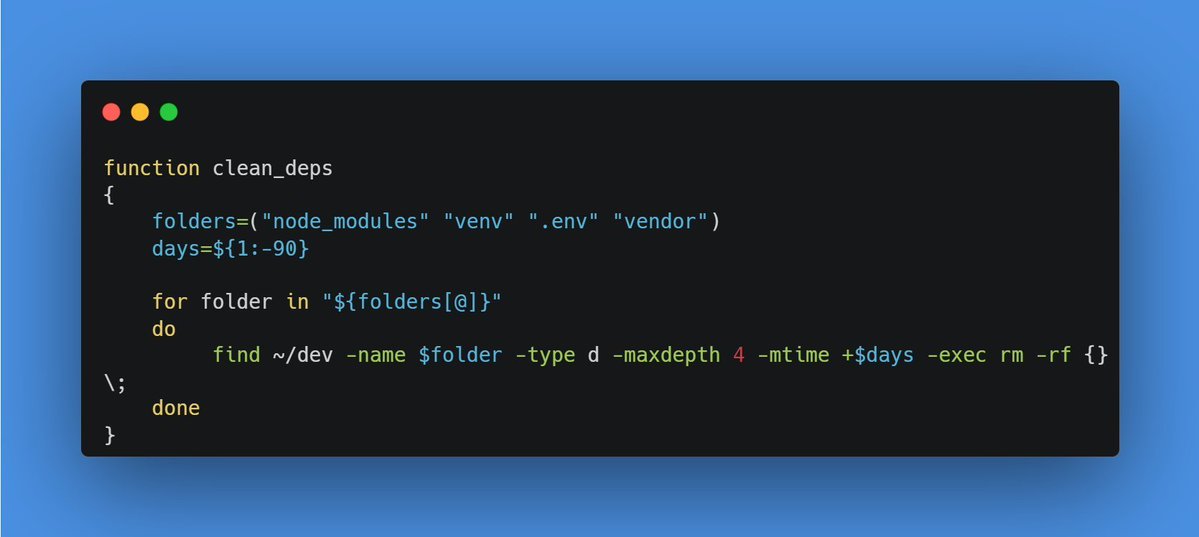 function clean_deps
{
    folders=("node_modules" "venv" ".env" "vendor")
    days=${1:-90}

    for folder in "${folders[@]}"
    do
         find ~/dev -name $folder -type d -maxdepth 4 -mtime +$days -exec rm -rf {}
\;
    done
}